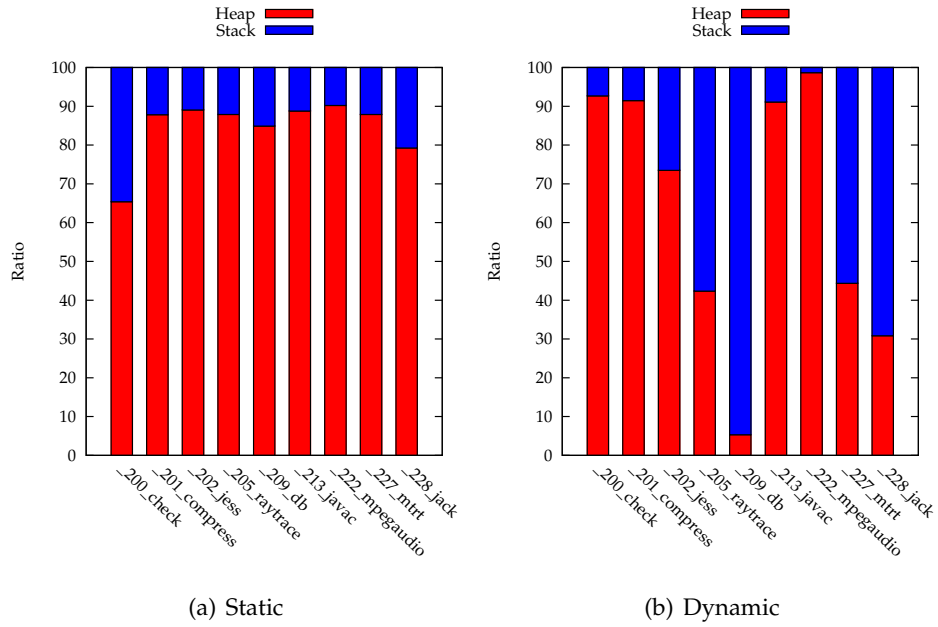 Heap
Stack
100
90
80
70
60
50
40
30
20
10
0
Ratio
_200_check
_201_compress
_202_jess
_205_raytrace
_209_db
_213_javac
_222_mpegaudio
_227_mtrt
_228_jack
(a) Static
Heap
Stack
100
90
80
70
60
50
40
30
20
10
0
Ratio
_200_check
_201_compress
_202_jess
_205_raytrace
_209_db
_213_javac
_222_mpegaudio
_227_mtrt
_228_jack
(b) Dynamic